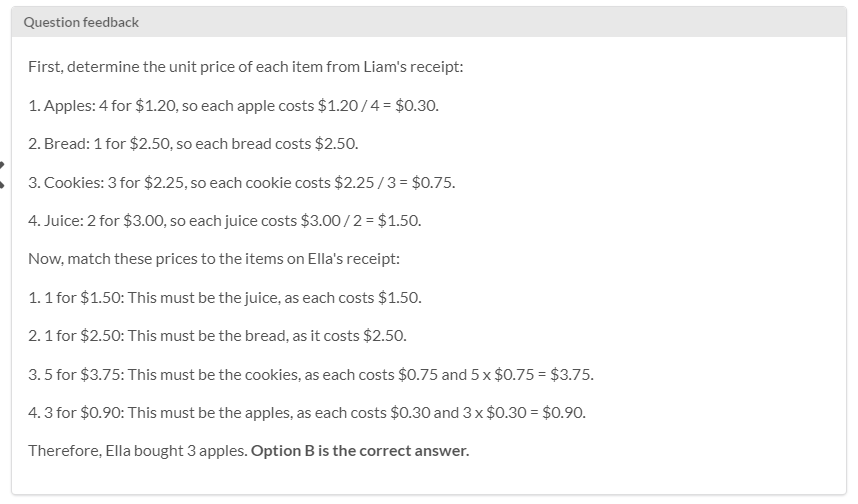 Question feedback
First, determine the unit price of each item from Liam's receipt:
1. Apples: 4 for $1.20, so each apple costs $1.20 / 4 = $0.30.
2. Bread: 1 for $2.50, so each bread costs $2.50.
3. Cookies: 3 for $2.25, so each cookie costs $2.25 / 3 = $0.75.
4. Juice: 2 for $3.00, so each juice costs $3.00 / 2 = $1.50.
Now, match these prices to the items on Ella's receipt:
1. 1 for $1.50: This must be the juice, as each costs $1.50.
2. 1 for $2.50: This must be the bread, as it costs $2.50.
3. 5 for $3.75: This must be the cookies, as each costs $0.75 and 5 x $0.75 = $3.75.
4. 3 for $0.90: This must be the apples, as each costs $0.30 and 3 x $0.30 = $0.90.
Therefore, Ella bought 3 apples. Option B is the correct answer.